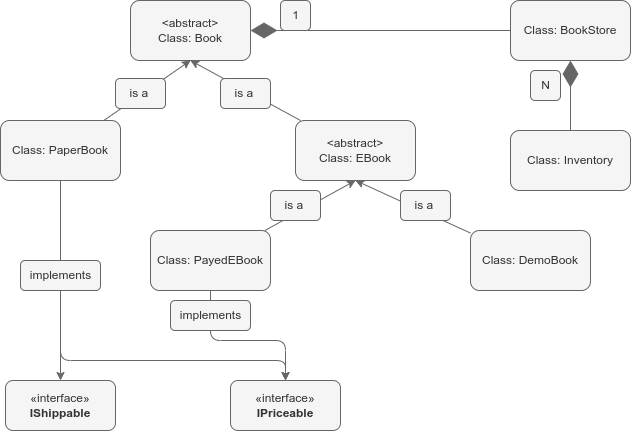 <abstract>
Class: Book
1
Class: BookStore
is a
is a
N
Class: PaperBook
<abstract>
Class: EBook
Class: Inventory
is a
is a
Class: PayedEBook
Class: DemoBook
implements
implements
«interface»
IShippable
«interface»
IPriceable